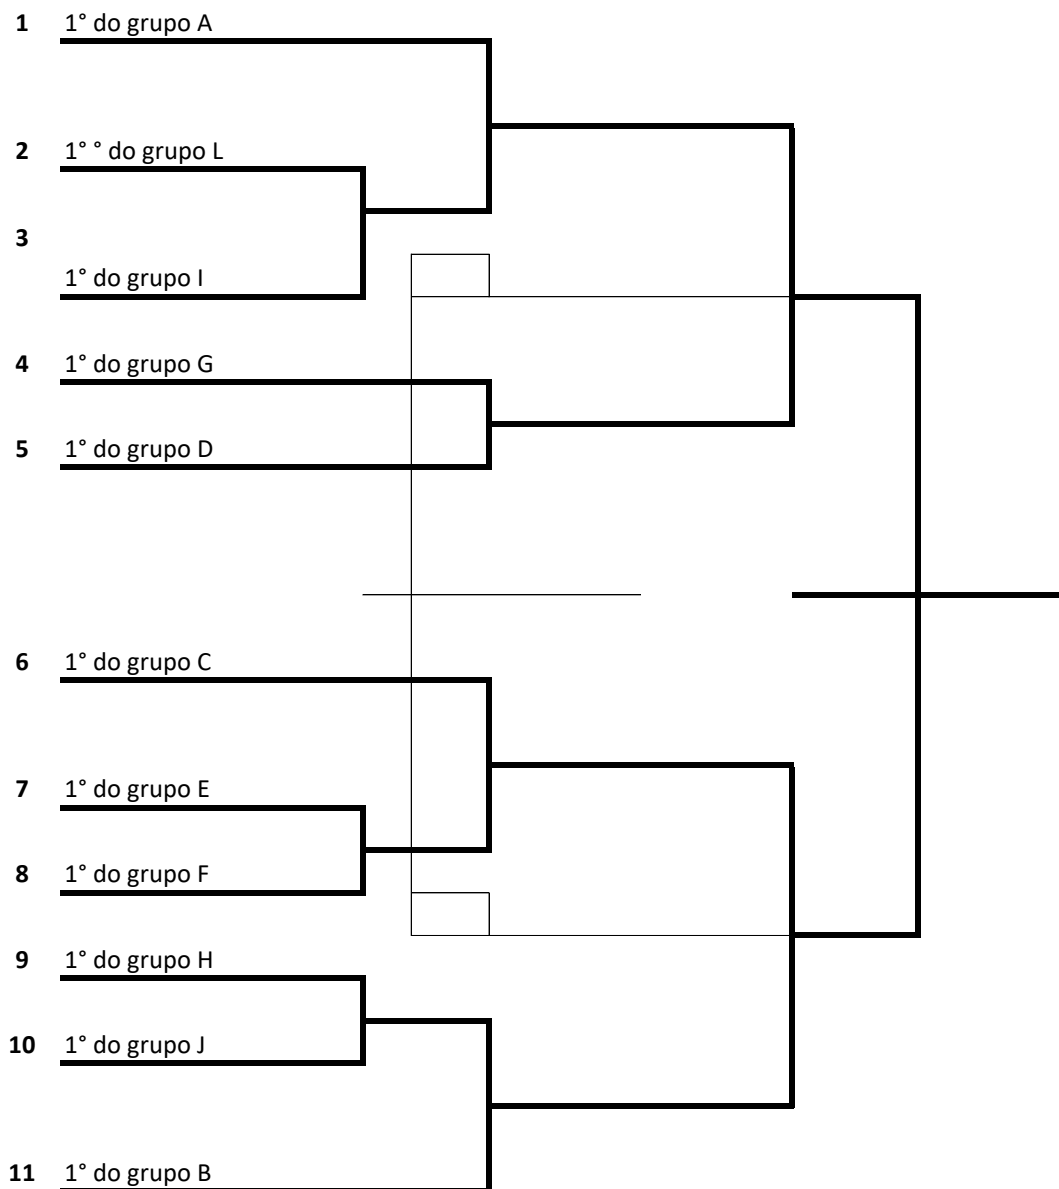 1 1° do grupo A
2 1° ° do grupo L
3
1° do grupo I
4 1° do grupo G
5 1° do grupo D
6 1° do grupo C
7 1° do grupo E
8 1° do grupo F
9 1° do grupo H
10 1° do grupo J
11 1° do grupo B